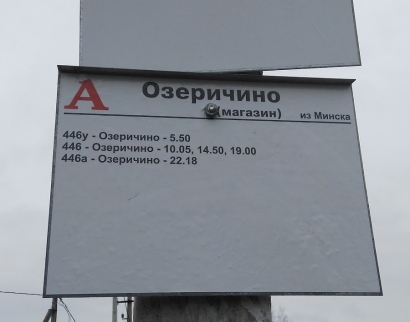 А Озеричино
(магазин) из Минска
446у - Озеричино - 5.50
446 - Озеричино - 10.05, 14.50, 19.00
446а - Озеричино - 22.18